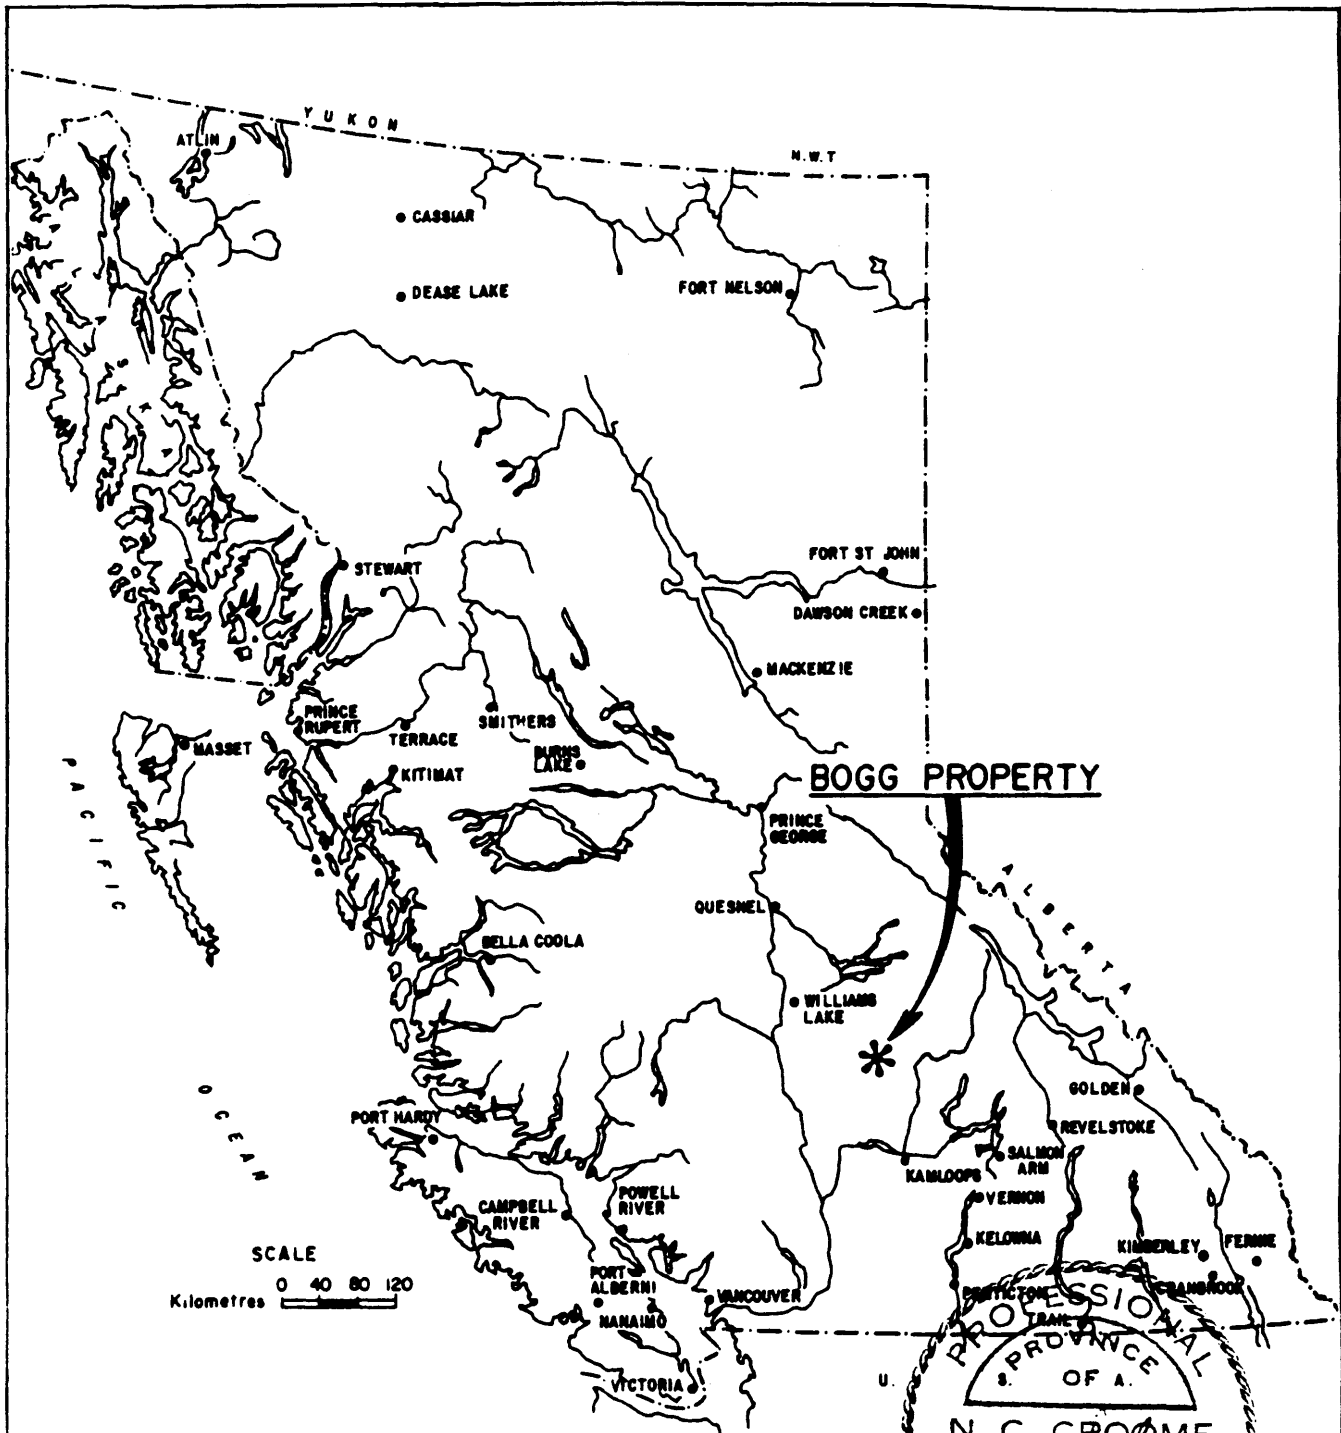 YUKON
N.W.T
ATLIN
CASSIAR
DEASE LAKE
FORT NELSON
ALASKA
FORT ST JOHN
STEWART
DAWSON CREEK
MACKENZIE
PRINCE
RUPERT
SMITHERS
TERRACE
MASSET
BURNS
LAKE
KITIMAT
BOGG PROPERTY
PRINCE
GEORGE
PACIFIC
ALBERTA
QUESNEL
BELLA COOLA
WILLIAMS
LAKE
OCEAN
GOLDEN
PORT HARDY
REVELSTOKE
SALMON
ARM
KAMLOOPS
POWELL
RIVER
CAMPBELL
RIVER
VERNON
KELOWNA
KIMBERLEY
FERNIE
SCALE
0 40 80 120
Kilometres
PORT
ALBERNI
VANCOUVER
PENTICTON
CRANBROOK
NANAIMO
TRAIL
PROFESSIONAL
PROVINCE
OF
U. S. A.
VICTORIA
N. C. CROOME